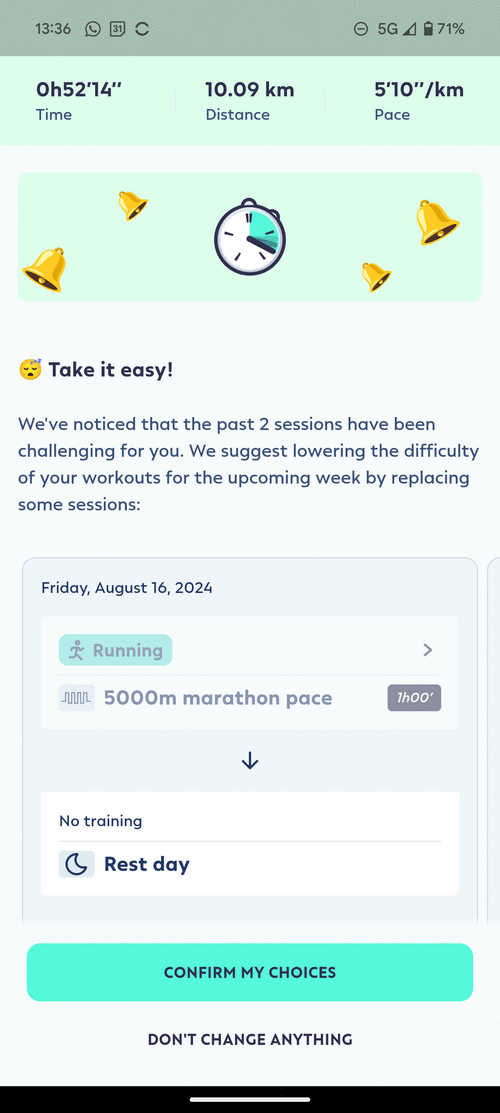 13:36 31 5G 71%
0h52'14'' 10.09 km 5'10''/km
Time Distance Pace
😴 Take it easy!
We've noticed that the past 2 sessions have been
challenging for you. We suggest lowering the difficulty
of your workouts for the upcoming week by replacing
some sessions:
Friday, August 16, 2024
Running
5000m marathon pace 1h00'
No training
Rest day
CONFIRM MY CHOICES
DON'T CHANGE ANYTHING